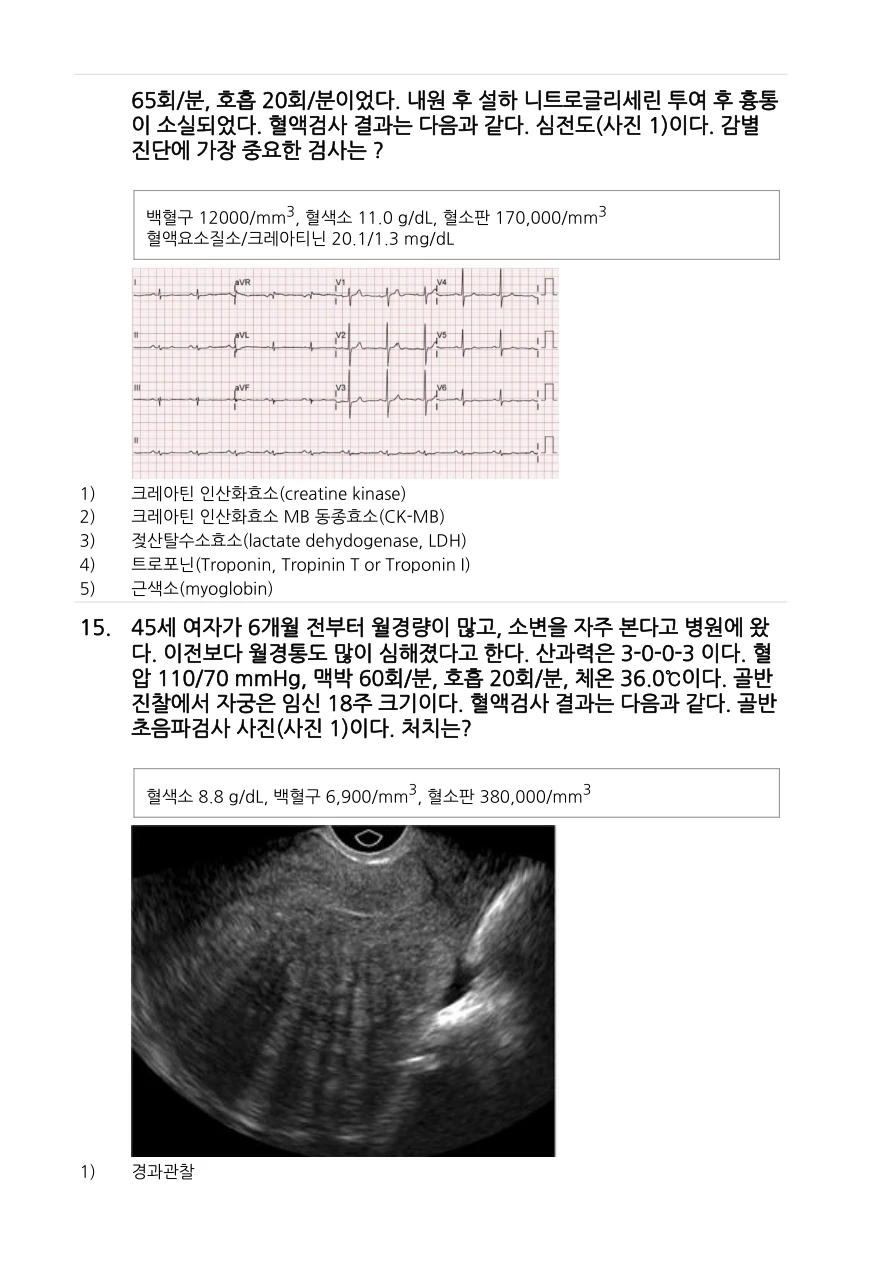 65회/분, 호흡 20회/분이었다. 내원 후 설하 니트로글리세린 투여 후 흉통
이 소실되었다. 혈액검사 결과는 다음과 같다. 심전도(사진 1)이다. 감별
진단에 가장 중요한 검사는 ?
백혈구 12000/mm³, 혈색소 11.0 g/dL, 혈소판 170,000/mm³
혈액요소질소/크레아티닌 20.1/1.3 mg/dL
I aVR V1 V4
II aVL V2 V5
III aVF V3 V6
II
1) 크레아틴 인산화효소(creatine kinase)
2) 크레아틴 인산화효소 MB 동종효소(CK-MB)
3) 젖산탈수소효소(lactate dehydogenase, LDH)
4) 트로포닌(Troponin, Tropinin T or Troponin I)
5) 근색소(myoglobin)
15. 45세 여자가 6개월 전부터 월경량이 많고, 소변을 자주 본다고 병원에 왔
다. 이전보다 월경통도 많이 심해졌다고 한다. 산과력은 3-0-0-3 이다. 혈
압 110/70 mmHg, 맥박 60회/분, 호흡 20회/분, 체온 36.0℃이다. 골반
진찰에서 자궁은 임신 18주 크기이다. 혈액검사 결과는 다음과 같다. 골반
초음파검사 사진(사진 1)이다. 처치는?
혈색소 8.8 g/dL, 백혈구 6,900/mm³, 혈소판 380,000/mm³
1) 경과관찰